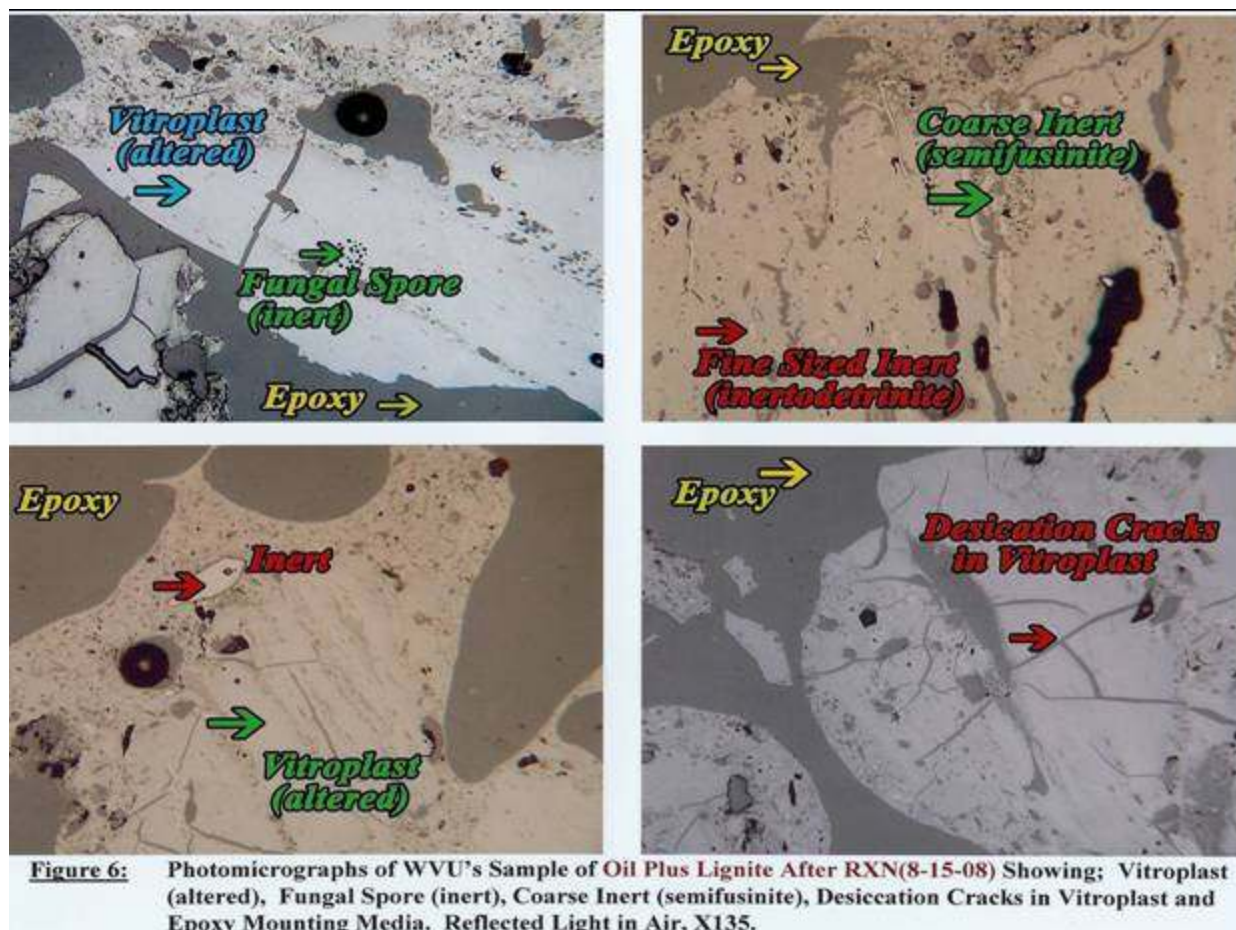 Vitroplast
(altered)
Fungal Spore
(inert)
Epoxy
Epoxy
Coarse Inert
(semifusinite)
Fine Sized Inert
(inertodetrinite)
Epoxy
Inert
Vitroplast
(altered)
Epoxy
Desication Cracks
in Vitroplast
Figure 6: Photomicrographs of WVU's Sample of Oil Plus Lignite After RXN(8-15-08) Showing; Vitroplast
(altered), Fungal Spore (inert), Coarse Inert (semifusinite), Desiccation Cracks in Vitroplast and
Epoxy Mounting Media. Reflected Light in Air, X135.